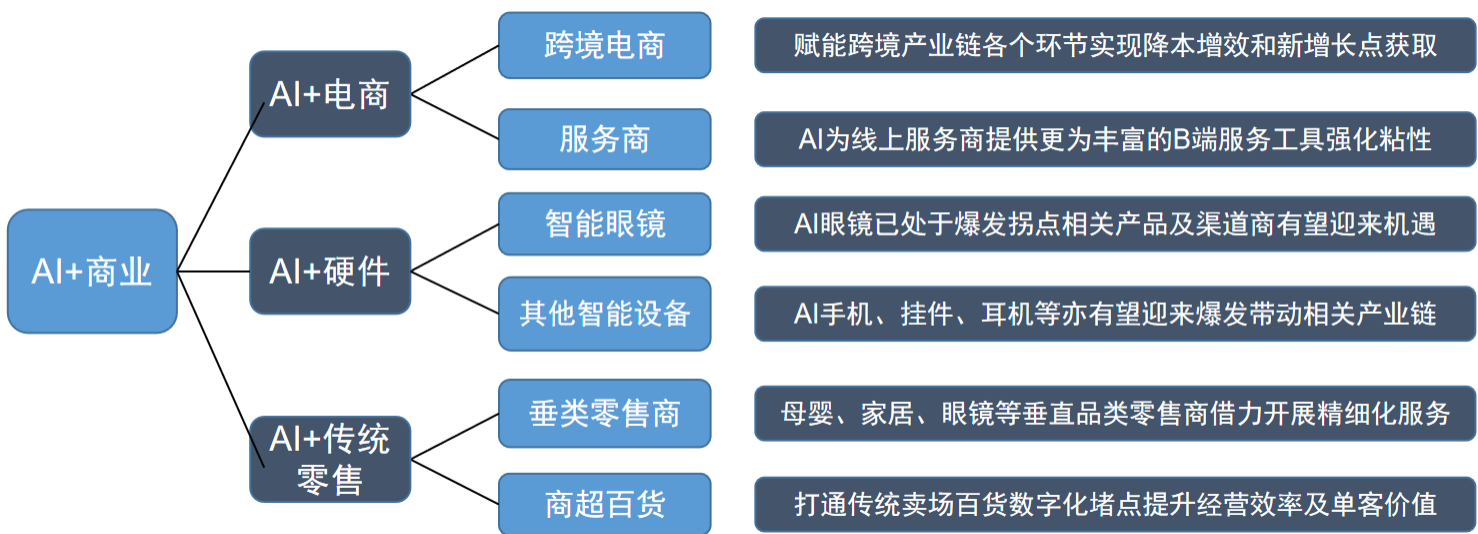 AI+商业
AI+电商
跨境电商
赋能跨境产业链各个环节实现降本增效和新增长点获取
服务商
AI为线上服务商提供更为丰富的B端服务工具强化粘性
AI+硬件
智能眼镜
AI眼镜已处于爆发拐点相关产品及渠道商有望迎来机遇
其他智能设备
AI手机、挂件、耳机等亦有望迎来爆发带动相关产业链
AI+传统
零售
垂类零售商
母婴、家居、眼镜等垂直品类零售商借力开展精细化服务
商超百货
打通传统卖场百货数字化堵点提升经营效率及单客价值